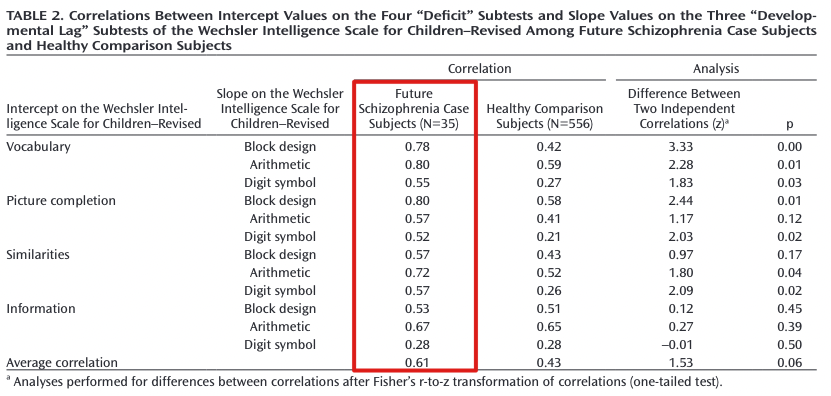 TABLE 2. Correlations Between Intercept Values on the Four “Deficit” Subtests and Slope Values on the Three “Develop-
mental Lag” Subtests of the Wechsler Intelligence Scale for Children–Revised Among Future Schizophrenia Case Subjects
and Healthy Comparison Subjects
Correlation Analysis
Slope on the Wechsler Future Difference Between
Intercept on the Wechsler Intel- Intelligence Scale for Schizophrenia Case Healthy Comparison Two Independent
ligence Scale for Children–Revised Children–Revised Subjects (N=35) Subjects (N=556) Correlations (z)a p
Vocabulary Block design 0.78 0.42 3.33 0.00
Arithmetic 0.80 0.59 2.28 0.01
Digit symbol 0.55 0.27 1.83 0.03
Picture completion Block design 0.80 0.58 2.44 0.01
Arithmetic 0.57 0.41 1.17 0.12
Digit symbol 0.52 0.21 2.03 0.02
Similarities Block design 0.57 0.43 0.97 0.17
Arithmetic 0.72 0.52 1.80 0.04
Digit symbol 0.57 0.26 2.09 0.02
Information Block design 0.53 0.51 0.12 0.45
Arithmetic 0.67 0.65 0.27 0.39
Digit symbol 0.28 0.28 –0.01 0.50
Average correlation 0.61 0.43 1.53 0.06
a Analyses performed for differences between correlations after Fisher’s r-to-z transformation of correlations (one-tailed test).